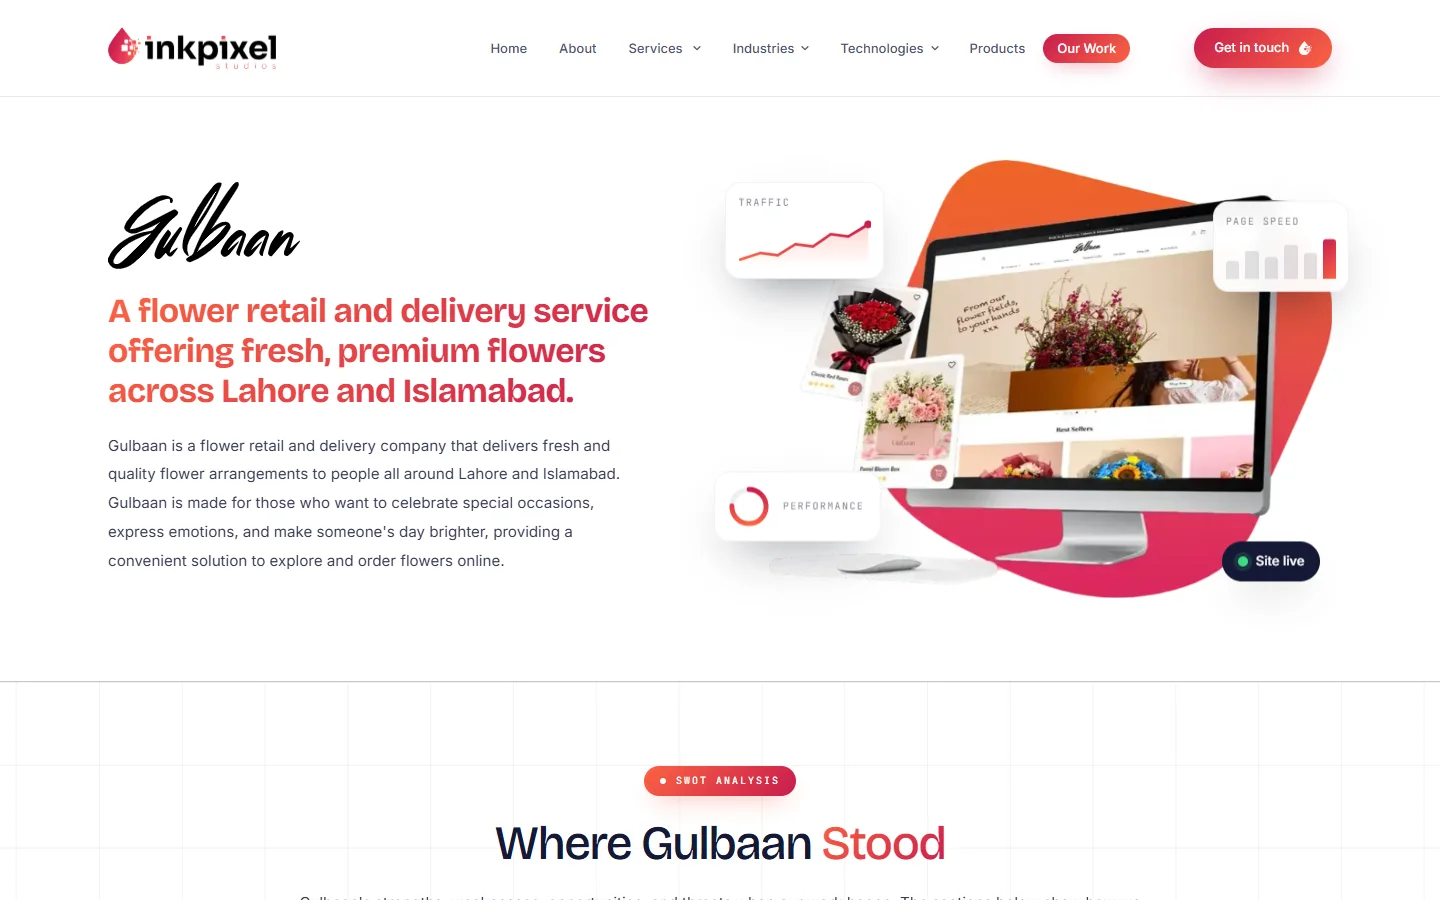 inkpixel
studios
Home
About
Services
Industries
Technologies
Products
Our Work
Get in touch
Gulbaan
A flower retail and delivery service
offering fresh, premium flowers
across Lahore and Islamabad.
Gulbaan is a flower retail and delivery company that delivers fresh and
quality flower arrangements to people all around Lahore and Islamabad.
Gulbaan is made for those who want to celebrate special occasions,
express emotions, and make someone's day brighter, providing a
convenient solution to explore and order flowers online.
TRAFFIC
PAGE SPEED
Gulbaan
From our
flower fields,
to your hands
xxx
Best Sellers
PERFORMANCE
Site live
SWOT ANALYSIS
Where Gulbaan Stood